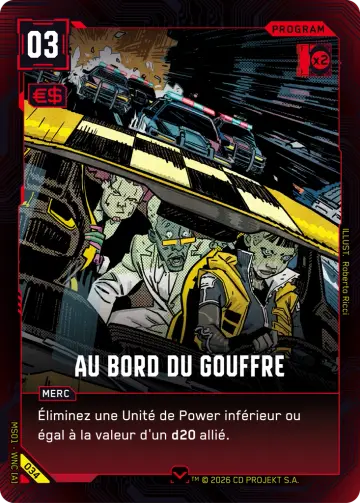 03
PROGRAM
x2
€$
ILLUST. Roberto Ricci
AU BORD DU GOUFFRE
MERC
Éliminez une Unité de Power inférieur ou
égal à la valeur d'un d20 allié.
MS01 - WNC (A)
034
™ © 2026 CD PROJEKT S.A.